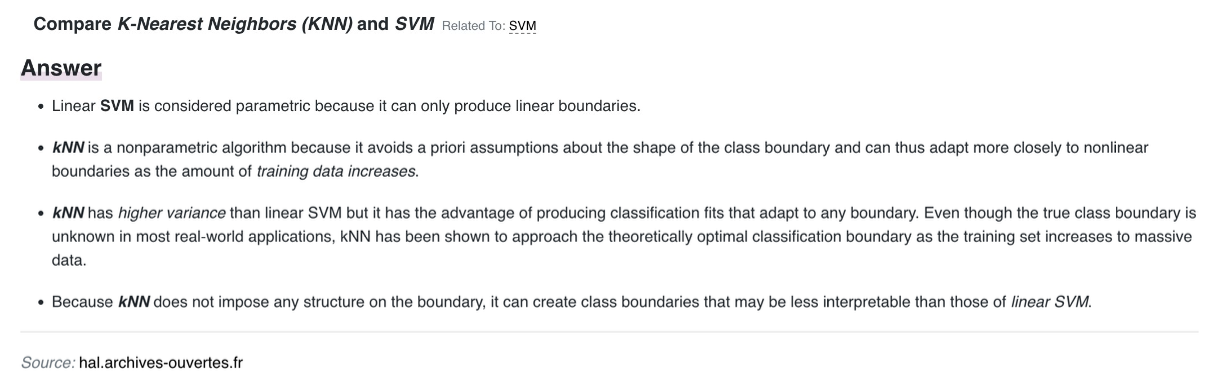 Compare K-Nearest Neighbors (KNN) and SVM Related To: SVM
Answer
• Linear SVM is considered parametric because it can only produce linear boundaries.
• kNN is a nonparametric algorithm because it avoids a priori assumptions about the shape of the class boundary and can thus adapt more closely to nonlinear
boundaries as the amount of training data increases.
• kNN has higher variance than linear SVM but it has the advantage of producing classification fits that adapt to any boundary. Even though the true class boundary is
unknown in most real-world applications, kNN has been shown to approach the theoretically optimal classification boundary as the training set increases to massive
data.
• Because kNN does not impose any structure on the boundary, it can create class boundaries that may be less interpretable than those of linear SVM.
Source: hal.archives-ouvertes.fr